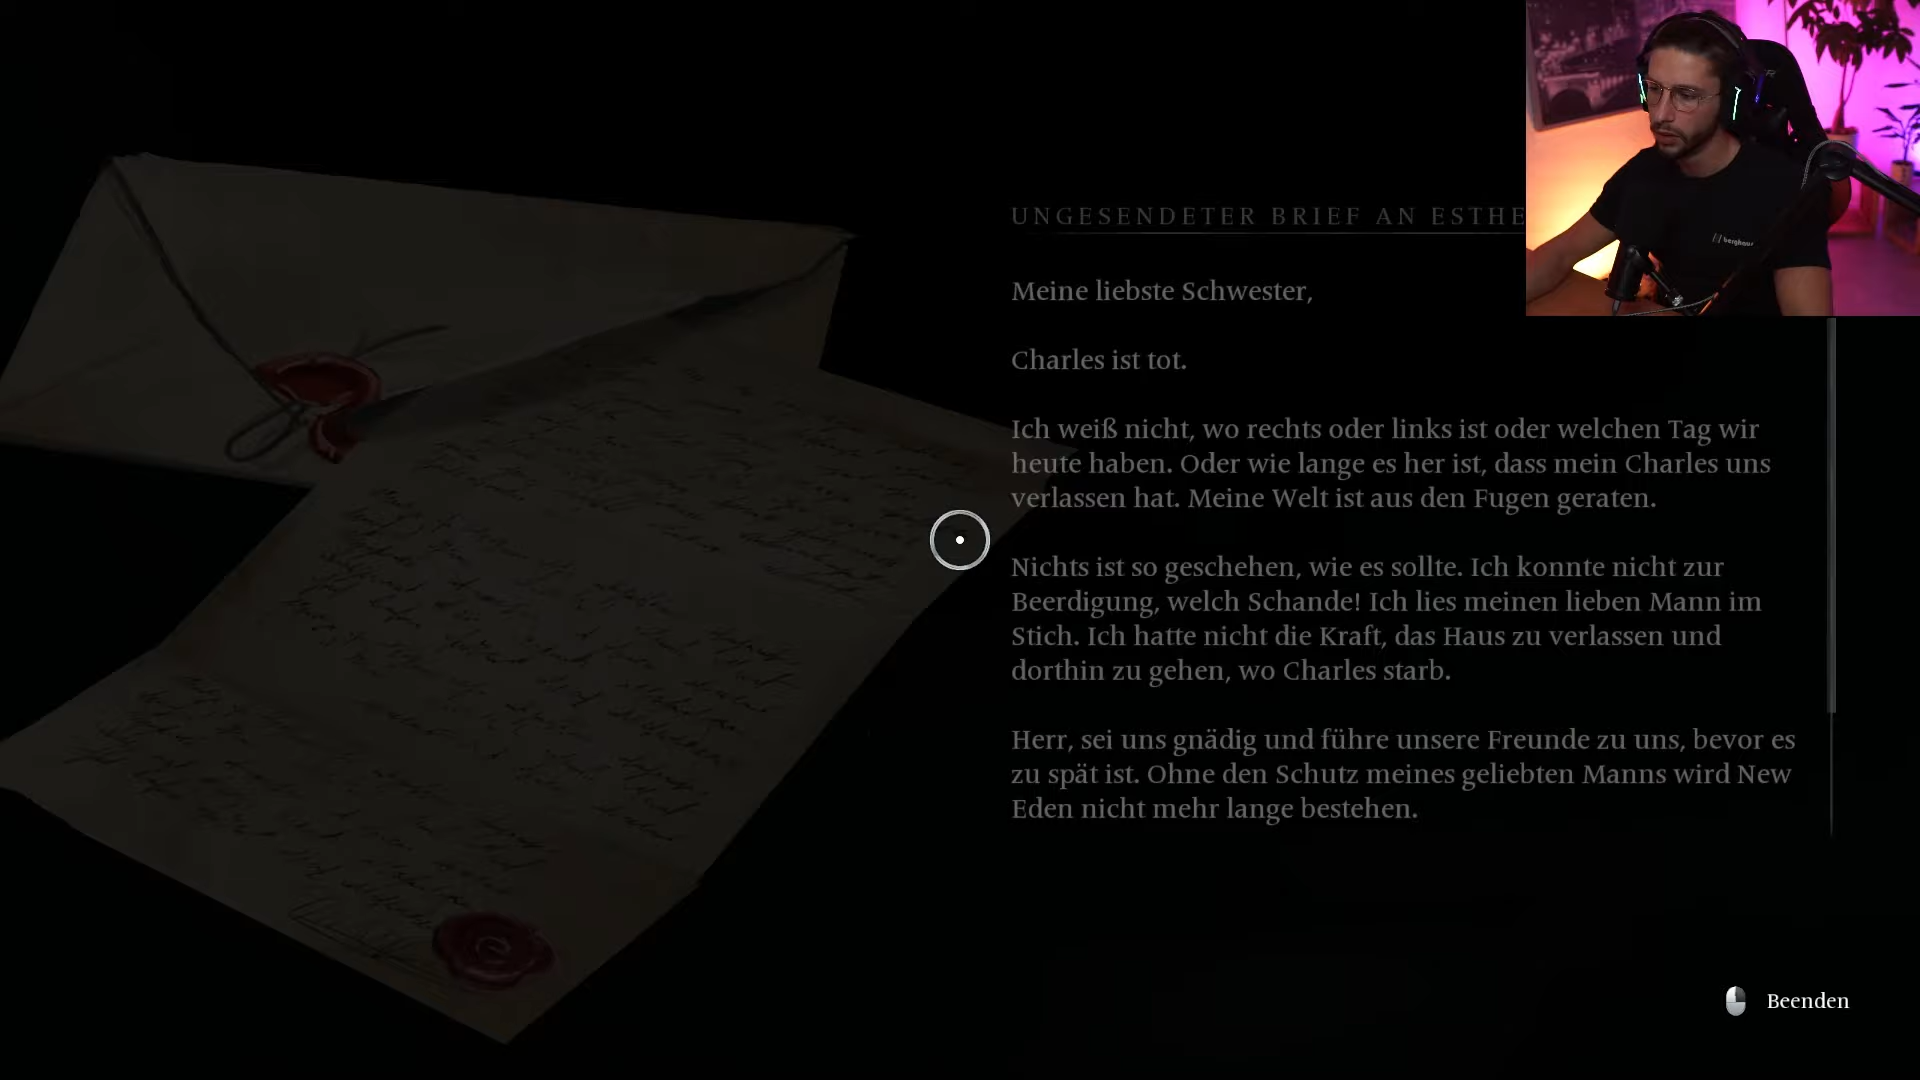 UNGESENDETER BRIEF AN ESTHE
Meine liebste Schwester,
Charles ist tot.
Ich weiß nicht, wo rechts oder links ist oder welchen Tag wir
heute haben. Oder wie lange es her ist, dass mein Charles uns
verlassen hat. Meine Welt ist aus den Fugen geraten.
Nichts ist so geschehen, wie es sollte. Ich konnte nicht zur
Beerdigung, welch Schande! Ich lies meinen lieben Mann im
Stich. Ich hatte nicht die Kraft, das Haus zu verlassen und
dorthin zu gehen, wo Charles starb.
Herr, sei uns gnädig und führe unsere Freunde zu uns, bevor es
zu spät ist. Ohne den Schutz meines geliebten Manns wird New
Eden nicht mehr lange bestehen.
Beenden